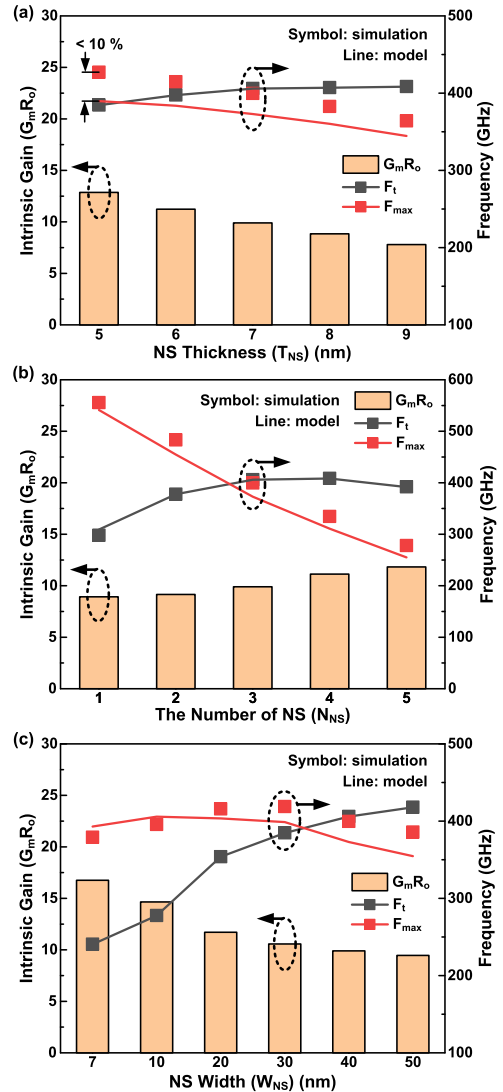 (a)
30
25
20
15
10
5
0
Intrinsic Gain (GₘRₒ)
< 10 %
Symbol: simulation
Line: model
GₘRₒ
Fₜ
Fₘₐₓ
500
400
300
200
100
Frequency (GHz)
5 6 7 8 9
NS Thickness (T_NS) (nm)
(b)
30
25
20
15
10
5
0
Intrinsic Gain (GₘRₒ)
Symbol: simulation
Line: model
GₘRₒ
Fₜ
Fₘₐₓ
600
500
400
300
200
100
0
Frequency (GHz)
1 2 3 4 5
The Number of NS (N_NS)
(c)
30
25
20
15
10
5
0
Intrinsic Gain (GₘRₒ)
Symbol: simulation
Line: model
GₘRₒ
Fₜ
Fₘₐₓ
500
400
300
200
100
Frequency (GHz)
7 10 20 30 40 50
NS Width (W_NS) (nm)